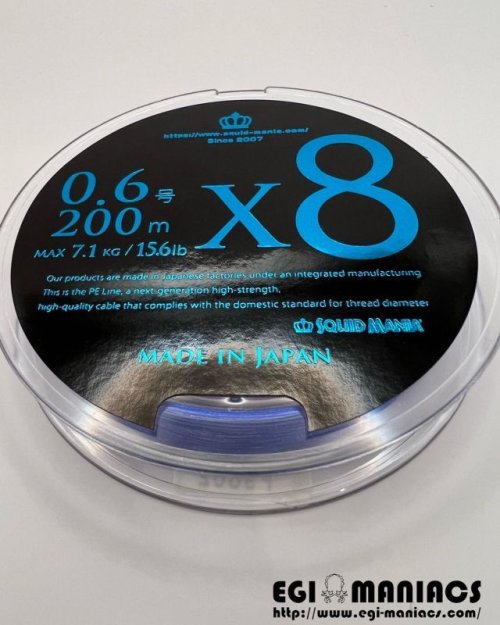 https://www.squid-mania.com/
Since 2007
0.6号
200m
MAX 7.1 KG / 15.6lb
X8
Our products are made in Japanese factories under an integrated manufacturing
This is the PE Line, a next generation high-strength,
high-quality cable that complies with the domestic standard for thread diameter
SQUID MANIA
MADE IN JAPAN
EGI MANIACS
http://www.egi-maniacs.com/